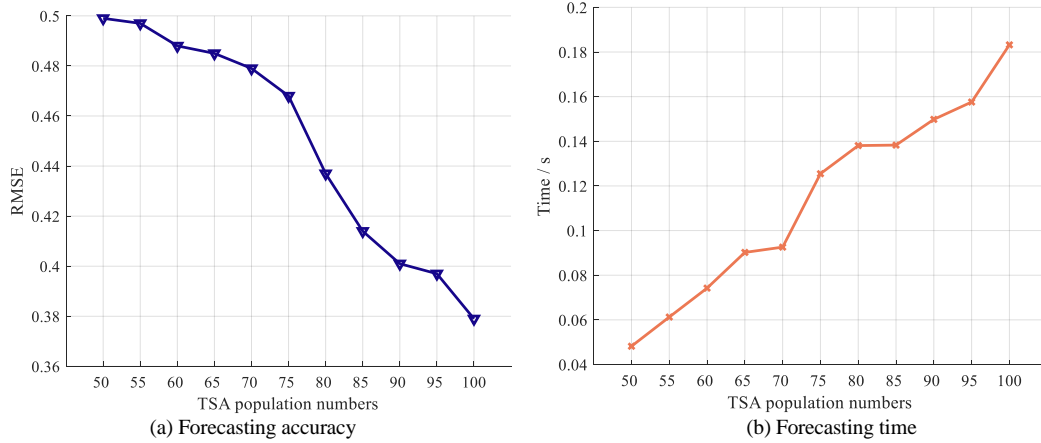 0.5
0.48
0.46
0.44
0.42
0.4
0.38
0.36
RMSE
50 55 60 65 70 75 80 85 90 95 100
TSA population numbers
(a) Forecasting accuracy
0.2
0.18
0.16
0.14
0.12
0.1
0.08
0.06
0.04
Time / s
50 55 60 65 70 75 80 85 90 95 100
TSA population numbers
(b) Forecasting time